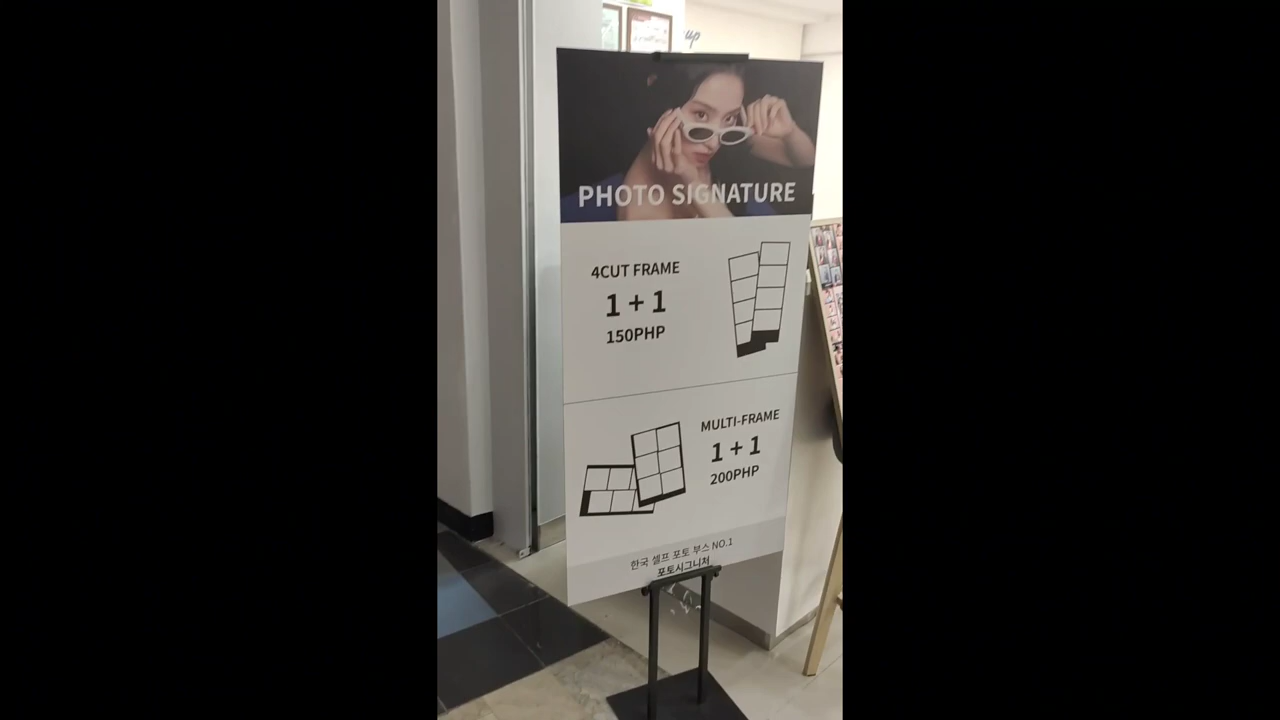 up
PHOTO SIGNATURE
4CUT FRAME
1 + 1
150PHP
MULTI-FRAME
1 + 1
200PHP
한국 셀프 포토 부스 NO.1
포토시그니처